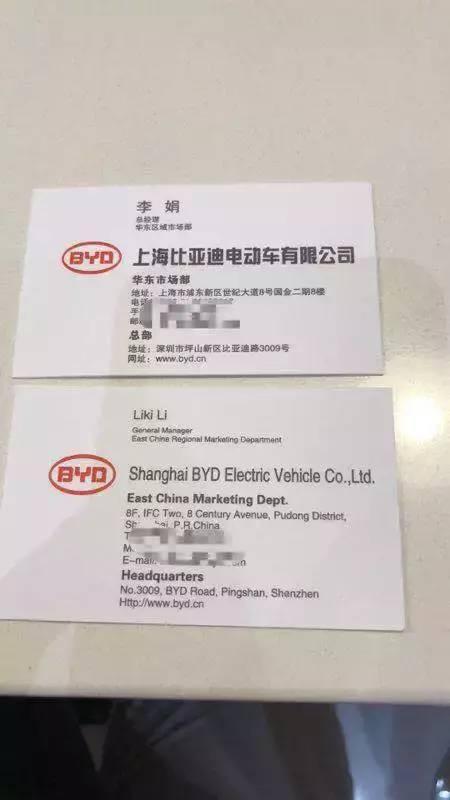 李 娟
总经理
华东区域市场部
BYD
上海比亚迪电动车有限公司
华东市场部
地址：上海市浦东新区世纪大道8号国金二期8楼
电话
手
邮
总部
地址：深圳市坪山新区比亚迪路3009号
网址：www.byd.cn
Liki Li
General Manager
East China Regional Marketing Department
BYD
Shanghai BYD Electric Vehicle Co.,Ltd.
East China Marketing Dept.
8F, IFC Two, 8 Century Avenue, Pudong District,
P.R.China
T
M
E-mail:
Headquarters
No.3009, BYD Road, Pingshan, Shenzhen
Http://www.byd.cn